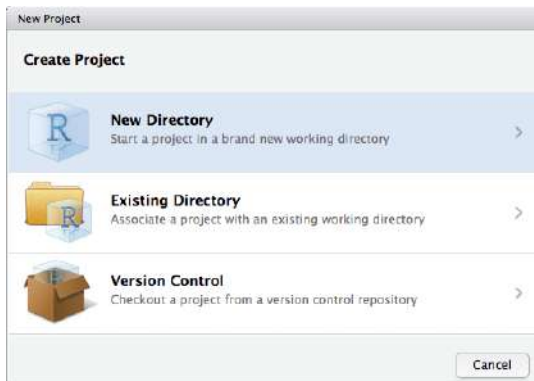 New Project
Create Project
New Directory
Start a project in a brand new working directory
Existing Directory
Associate a project with an existing working directory
Version Control
Checkout a project from a version control repository
Cancel